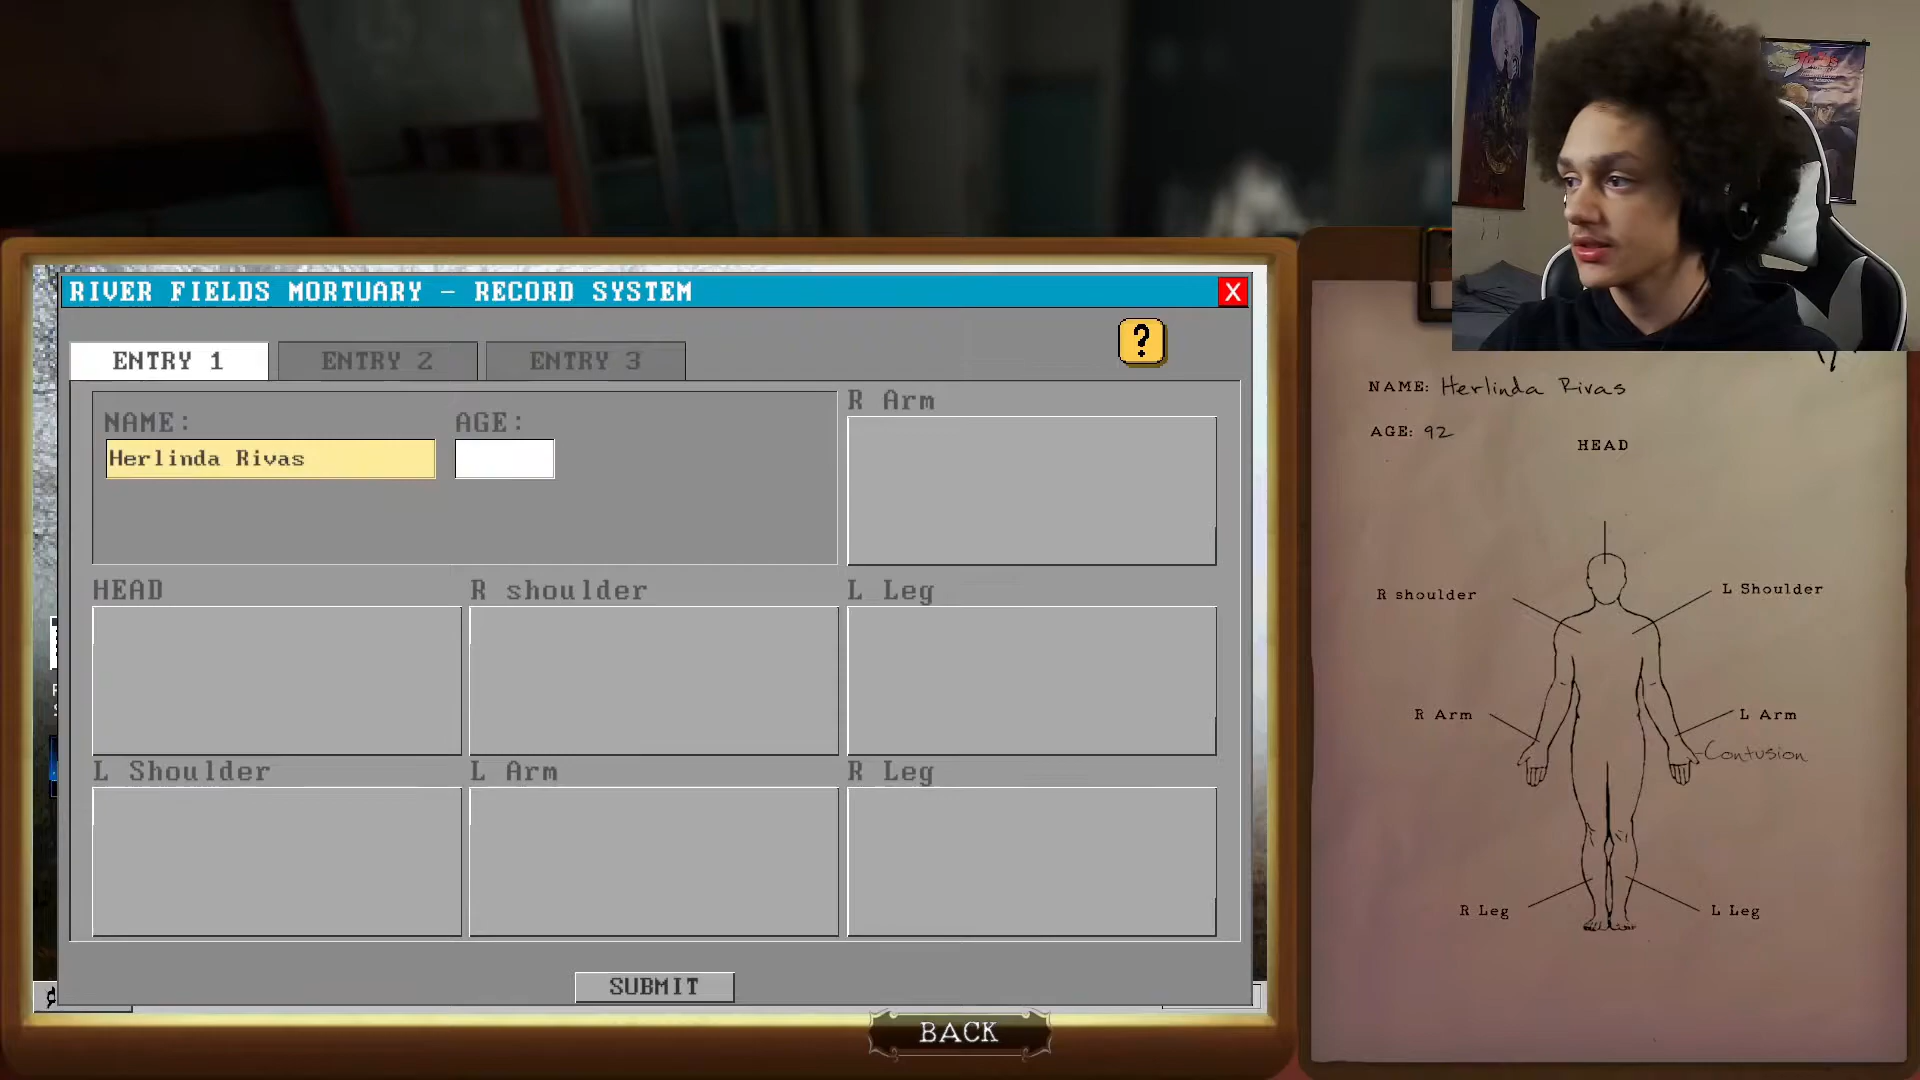 RIVER FIELDS MORTUARY - RECORD SYSTEM
X
?
ENTRY 1
ENTRY 2
ENTRY 3
NAME:
AGE:
Herlinda Rivas
R Arm
HEAD
R shoulder
L Leg
L Shoulder
L Arm
R Leg
SUBMIT
BACK
NAME: Herlinda Rivas
AGE: 92
HEAD
R shoulder
L Shoulder
R Arm
L Arm
Contusion
R Leg
L Leg